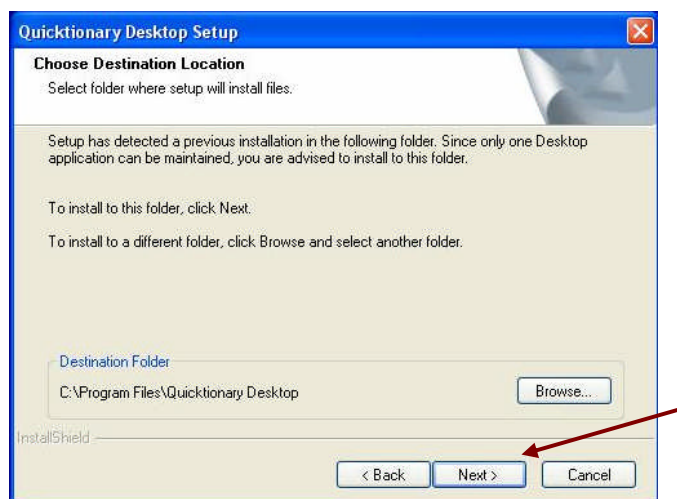 Quicktionary Desktop Setup
Choose Destination Location
Select folder where setup will install files.
Setup has detected a previous installation in the following folder. Since only one Desktop
application can be maintained, you are advised to install to this folder.
To install to this folder, click Next.
To install to a different folder, click Browse and select another folder.
Destination Folder
C:\Program Files\Quicktionary Desktop
Browse...
InstallShield
< Back
Next >
Cancel